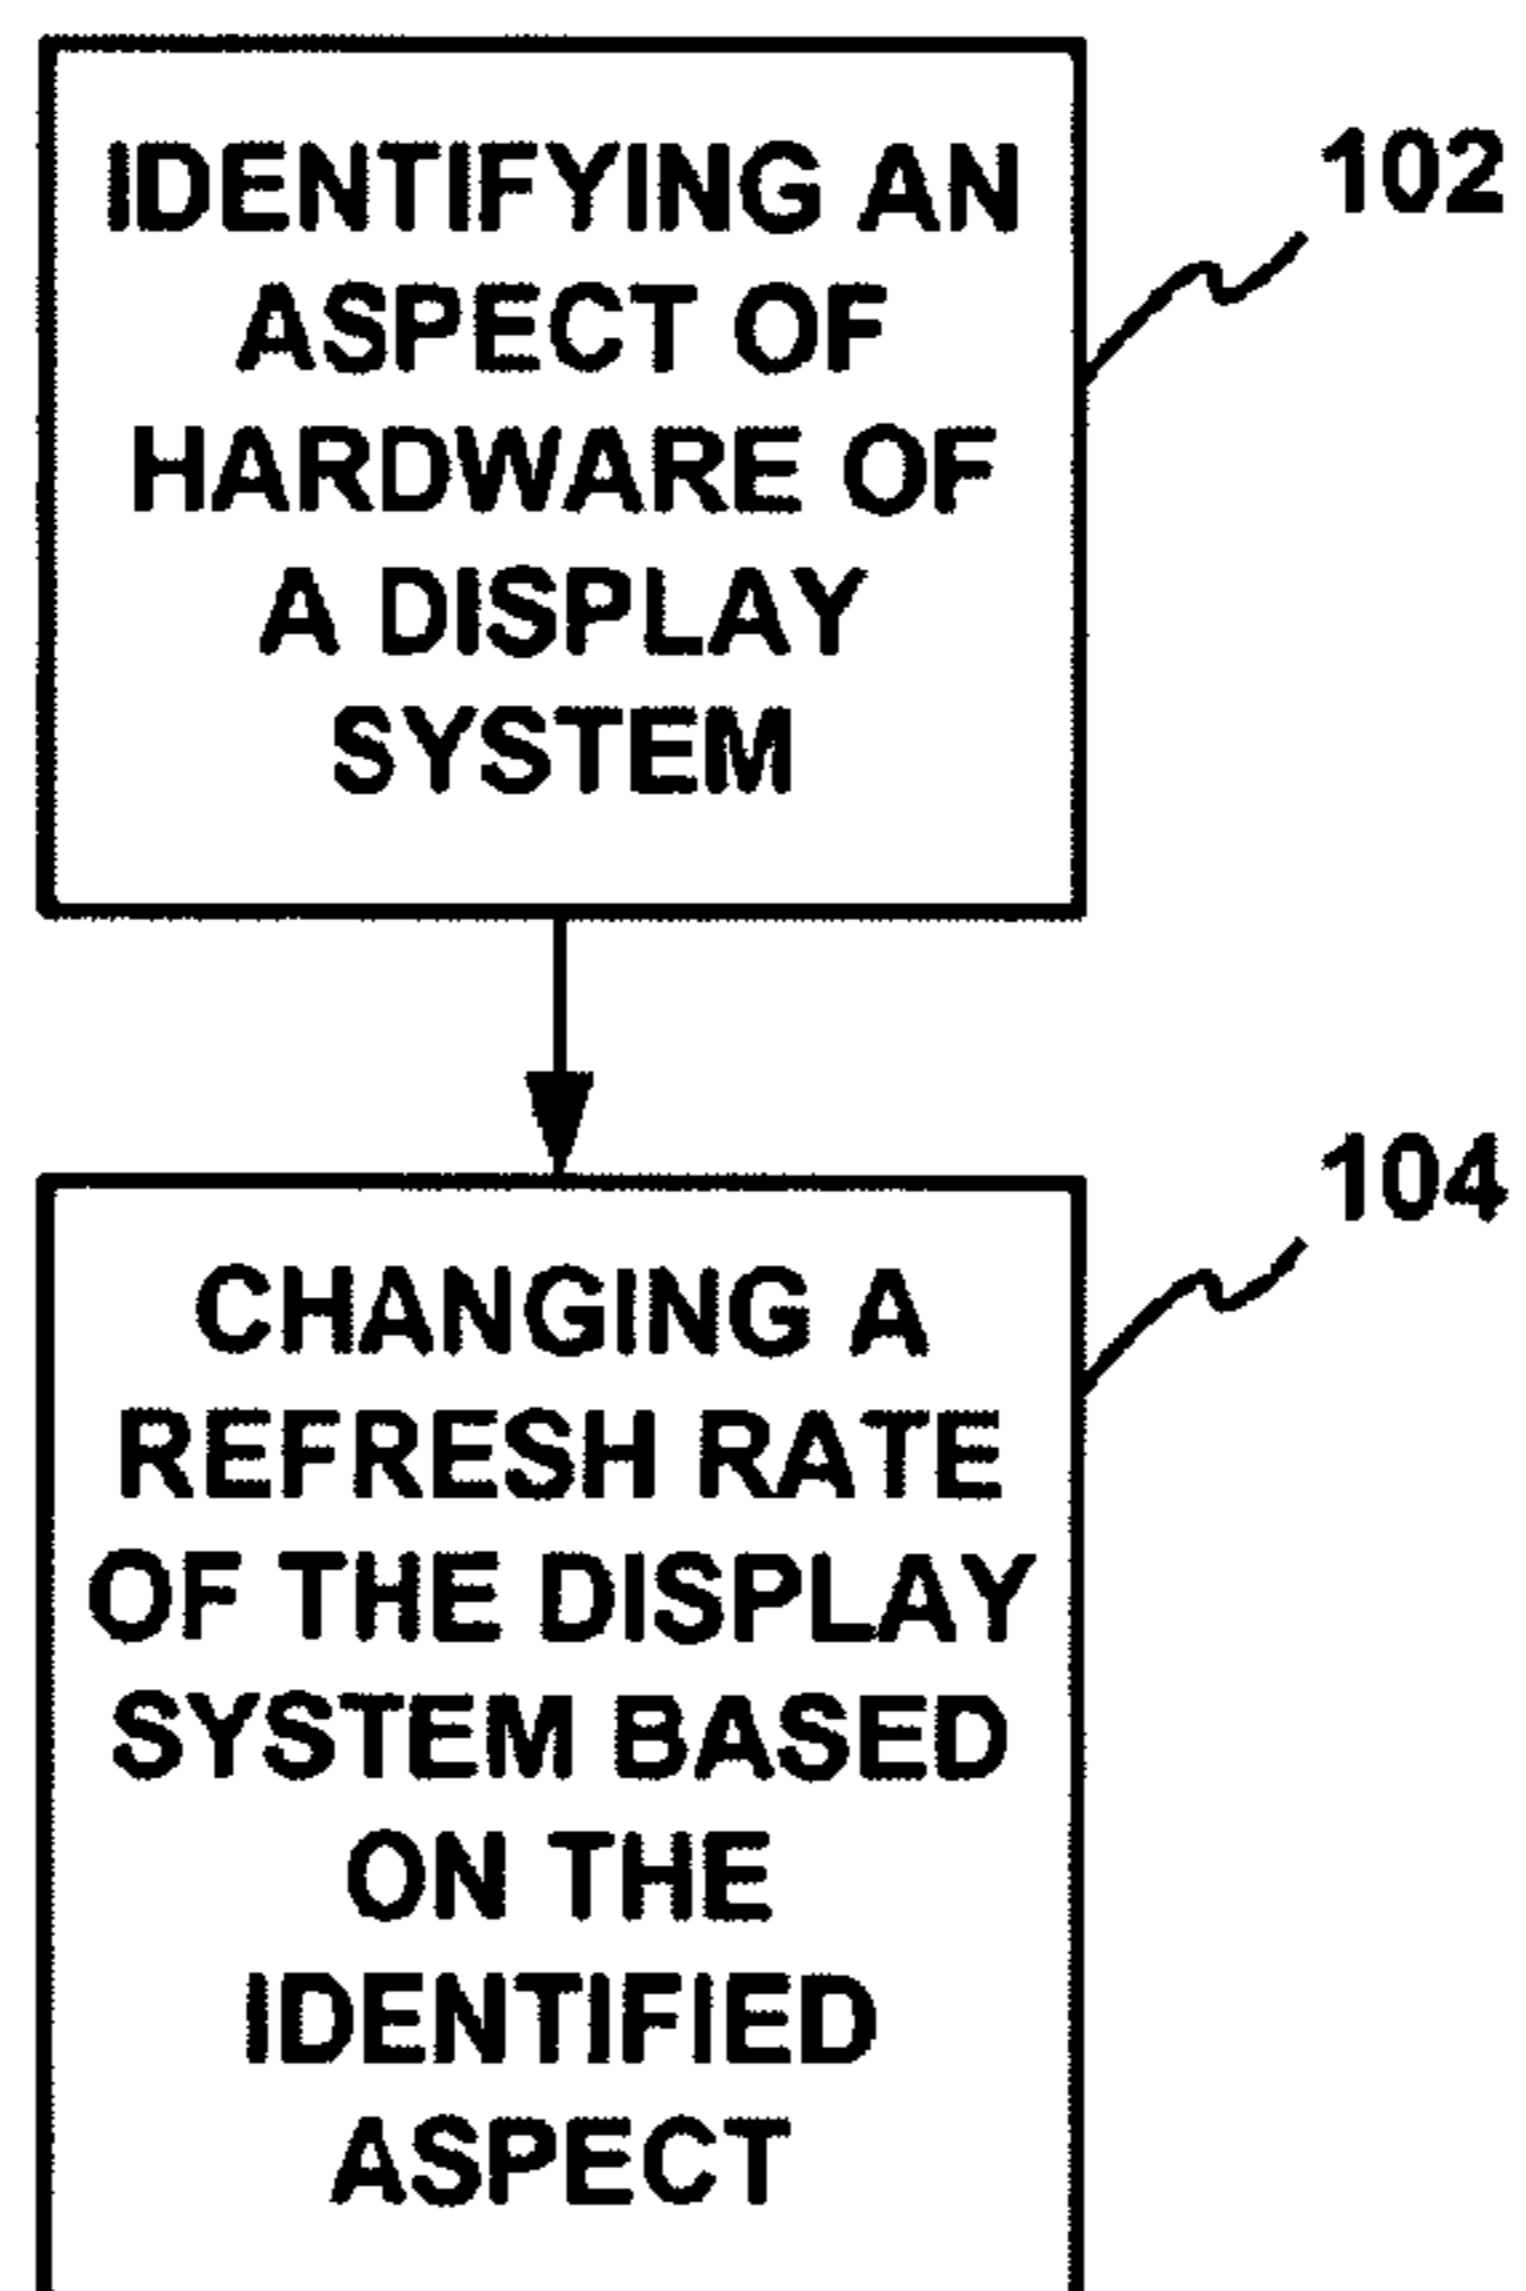 IDENTIFYING AN
ASPECT OF
HARDWARE OF
A DISPLAY
SYSTEM
102
CHANGING A
REFRESH RATE
OF THE DISPLAY
SYSTEM BASED
ON THE
IDENTIFIED
ASPECT
104